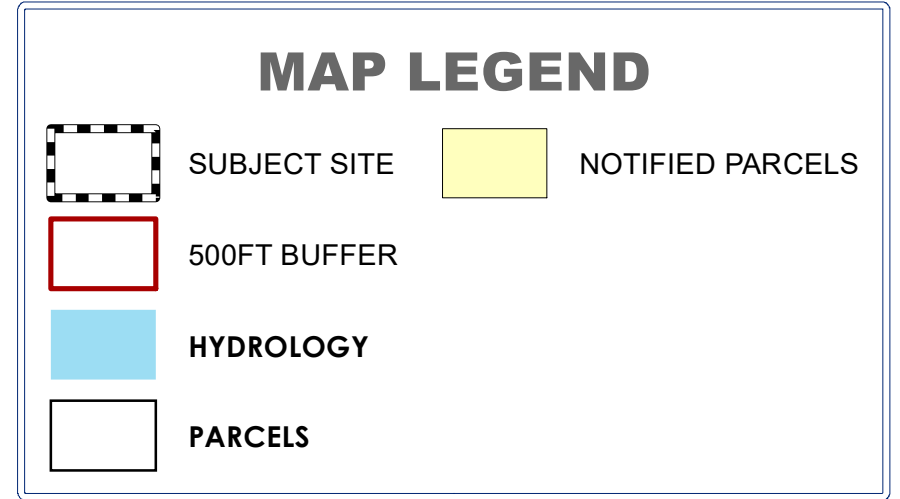 MAP LEGEND
SUBJECT SITE
NOTIFIED PARCELS
500FT BUFFER
HYDROLOGY
PARCELS